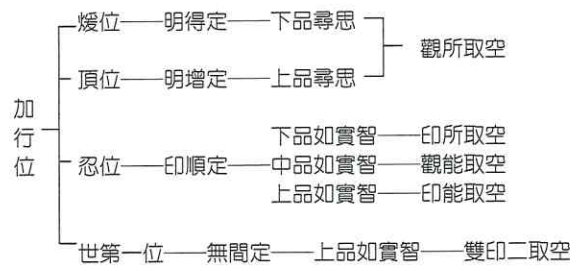 加行位
煖位——明得定——下品尋思
觀所取空
頂位——明增定——上品尋思
下品如實智——印所取空
忍位——印順定——中品如實智——觀能取空
上品如實智——印能取空
世第一位——無間定——上品如實智——雙印二取空